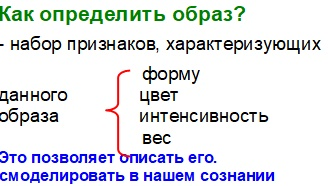 Как определить образ?
- набор признаков, характеризующих
форму
данного
цвет
образа
интенсивность
вес
Это позволяет описать его.
смоделировать в нашем сознании